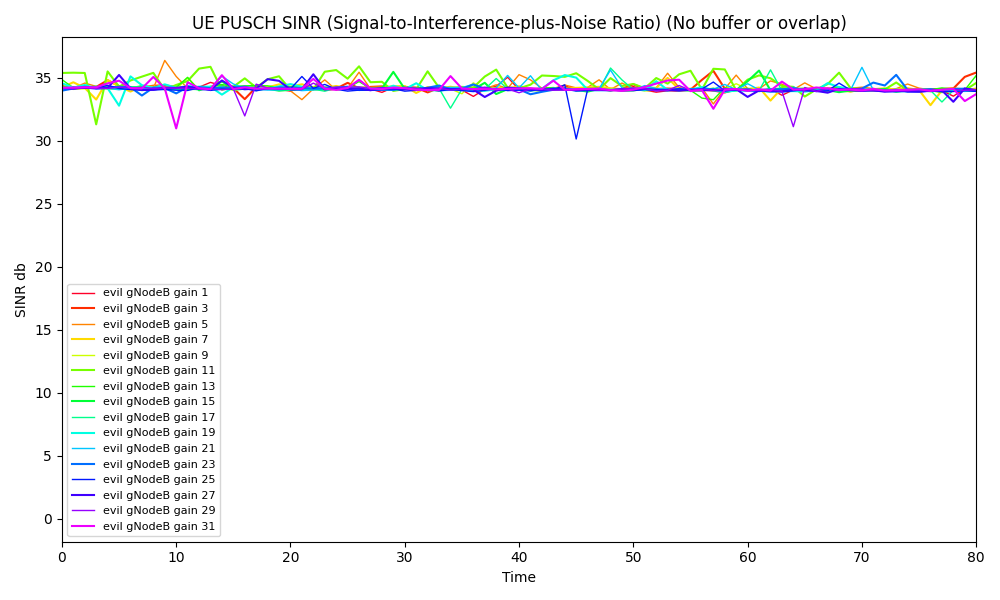 UE PUSCH SINR (Signal-to-Interference-plus-Noise Ratio) (No buffer or overlap)
SINR db
35
30
25
20
15
10
5
0
evil gNodeB gain 1
evil gNodeB gain 3
evil gNodeB gain 5
evil gNodeB gain 7
evil gNodeB gain 9
evil gNodeB gain 11
evil gNodeB gain 13
evil gNodeB gain 15
evil gNodeB gain 17
evil gNodeB gain 19
evil gNodeB gain 21
evil gNodeB gain 23
evil gNodeB gain 25
evil gNodeB gain 27
evil gNodeB gain 29
evil gNodeB gain 31
0 10 20 30 40 50 60 70 80
Time